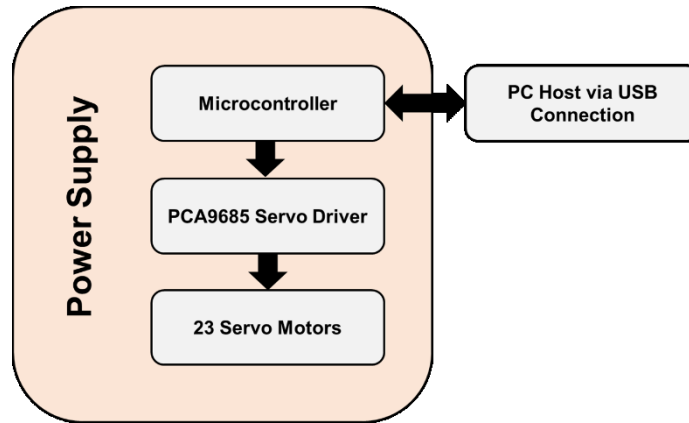 Power Supply
Microcontroller
PC Host via USB
Connection
PCA9685 Servo Driver
23 Servo Motors